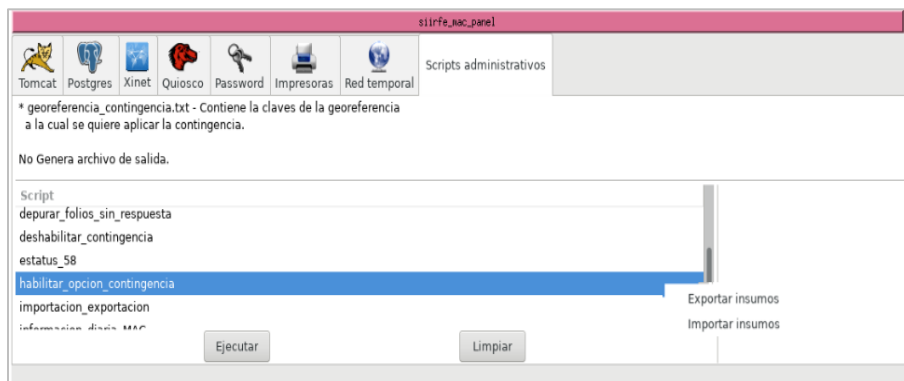 siirfe_mac_panel
Tomcat Postgres Xinet Quiosco Password Impresoras Red temporal Scripts administrativos
* georeferencia_contingencia.txt - Contiene la claves de la georeferencia
a la cual se quiere aplicar la contingencia.
No Genera archivo de salida.
Script
depurar_folios_sin_respuesta
deshabilitar_contingencia
estatus_58
habilitar_opcion_contingencia
Exportar insumos
importacion_exportacion
Importar insumos
informacion_diaria_MAC
Ejecutar Limpiar